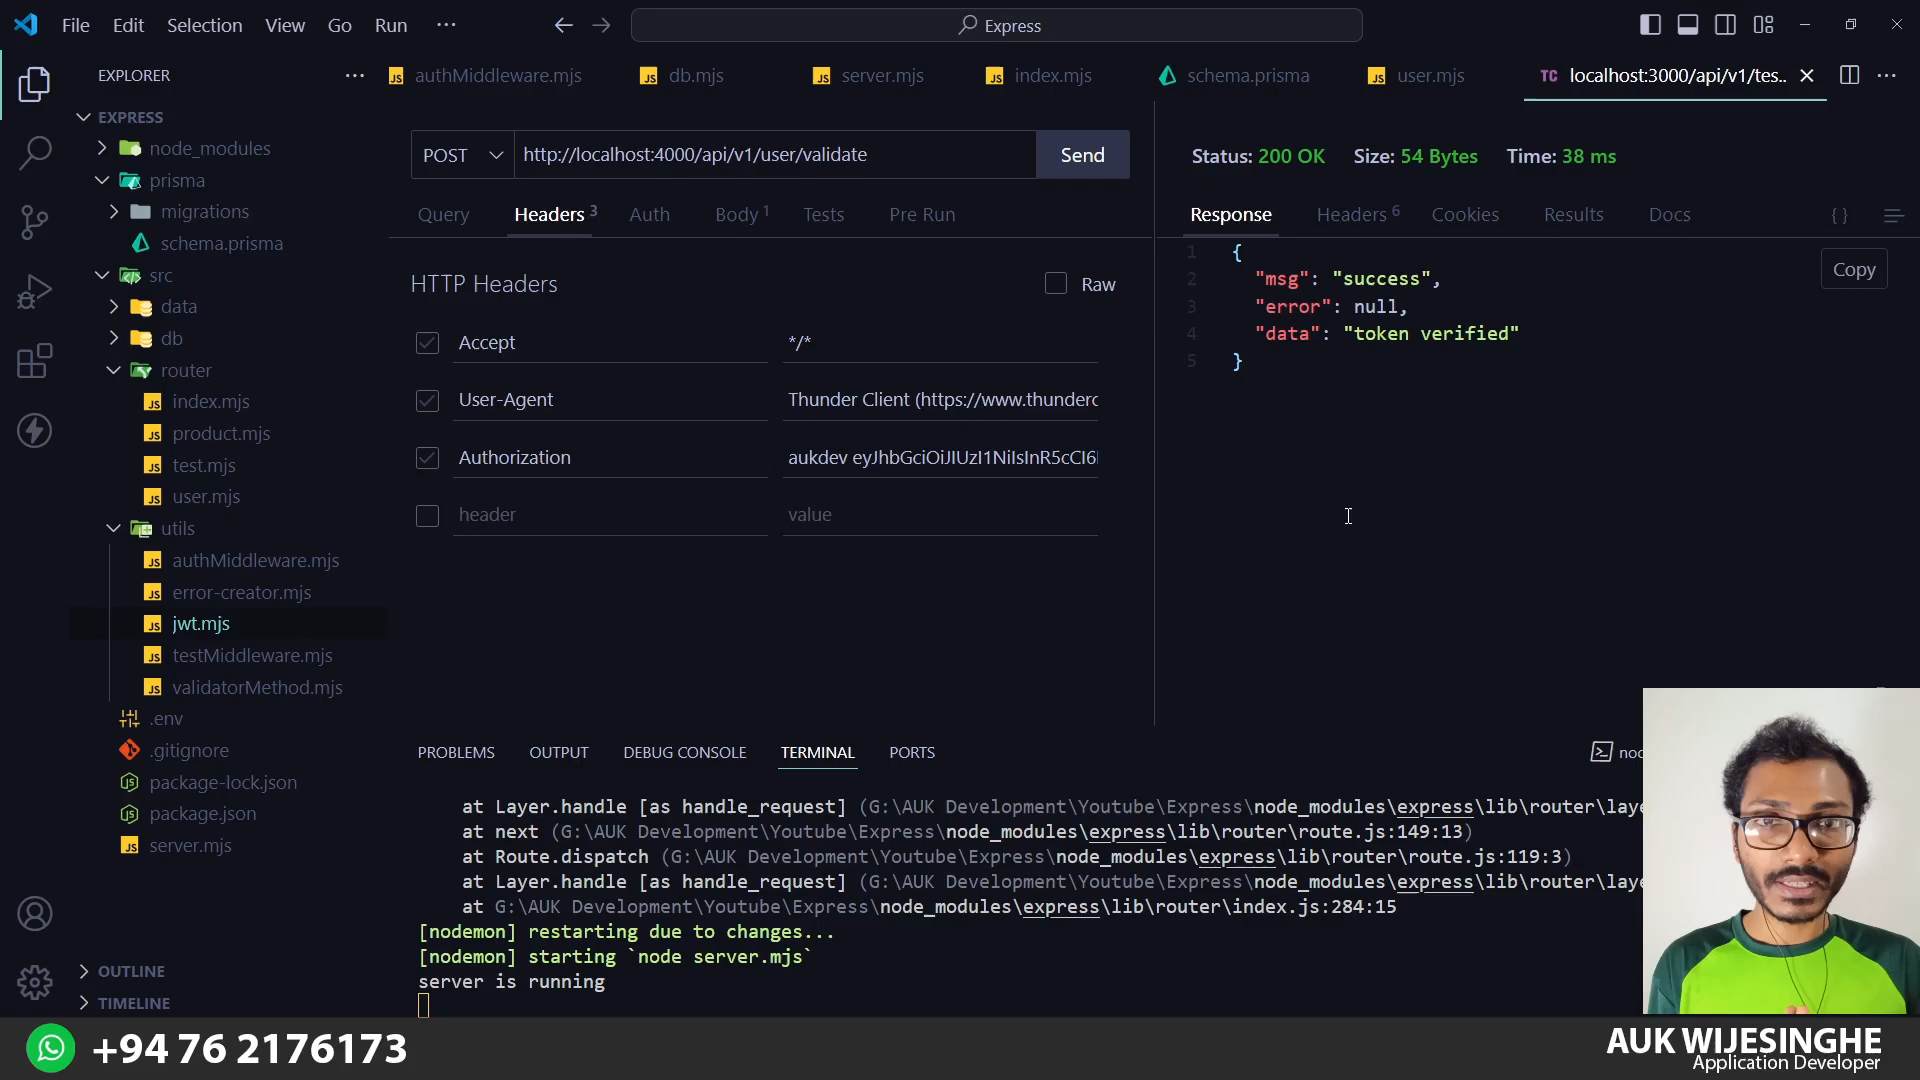 File Edit Selection View Go Run ··· Express
EXPLORER ···
authMiddleware.mjs db.mjs server.mjs index.mjs schema.prisma user.mjs TC localhost:3000/api/v1/tes.. ···
EXPRESS
node_modules
prisma
migrations
schema.prisma
src
data
db
router
index.mjs
product.mjs
test.mjs
user.mjs
utils
authMiddleware.mjs
error-creator.mjs
jwt.mjs
testMiddleware.mjs
validatorMethod.mjs
.env
.gitignore
package-lock.json
package.json
server.mjs
OUTLINE
TIMELINE
POST http://localhost:4000/api/v1/user/validate Send
Query Headers 3 Auth Body 1 Tests Pre Run
HTTP Headers Raw
Accept */*
User-Agent Thunder Client (https://www.thunderc
Authorization aukdev eyJhbGciOiJIUzI1NiIsInR5cCI6I
header value
Status: 200 OK Size: 54 Bytes Time: 38 ms
Response Headers 6 Cookies Results Docs { }
Copy
1 {
2 "msg": "success",
3 "error": null,
4 "data": "token verified"
5 }
PROBLEMS OUTPUT DEBUG CONSOLE TERMINAL PORTS
at Layer.handle [as handle_request] (G:\AUK Development\Youtube\Express\node_modules\express\lib\router\laye
at next (G:\AUK Development\Youtube\Express\node_modules\express\lib\router\route.js:149:13)
at Route.dispatch (G:\AUK Development\Youtube\Express\node_modules\express\lib\router\route.js:119:3)
at Layer.handle [as handle_request] (G:\AUK Development\Youtube\Express\node_modules\express\lib\router\laye
at G:\AUK Development\Youtube\Express\node_modules\express\lib\router\index.js:284:15
[nodemon] restarting due to changes...
[nodemon] starting `node server.mjs`
server is running
+94 76 2176173
AUK WIJESINGHE
Application Developer